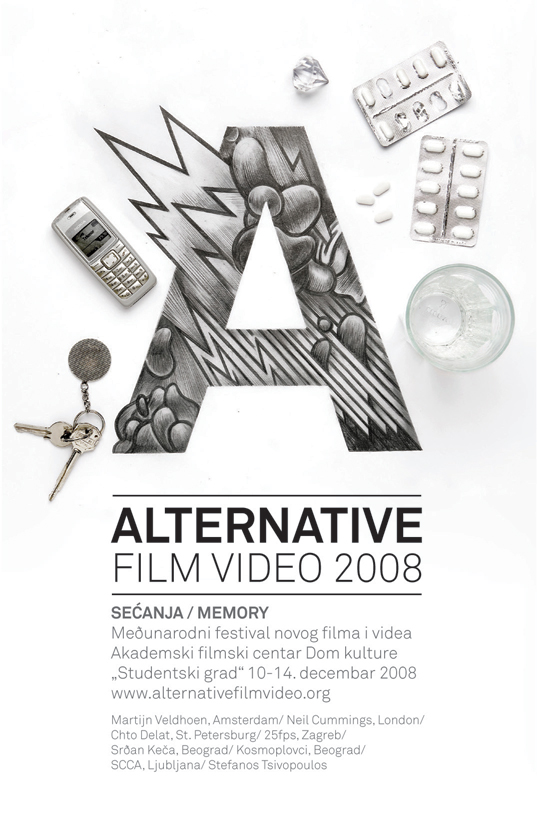 A
ALTERNATIVE
FILM VIDEO 2008
SEĆANJA / MEMORY
Međunarodni festival novog filma i videa
Akademski filmski centar Dom kulture
„Studentski grad“ 10-14. decembar 2008
www.alternativefilmvideo.org
Martijn Veldhoen, Amsterdam/ Neil Cummings, London/
Chto Delat, St. Petersburg/ 25fps, Zagreb/
Srđan Keča, Beograd/ Kosmoplovci, Beograd/
SCCA, Ljubljana/ Stefanos Tsivopoulos